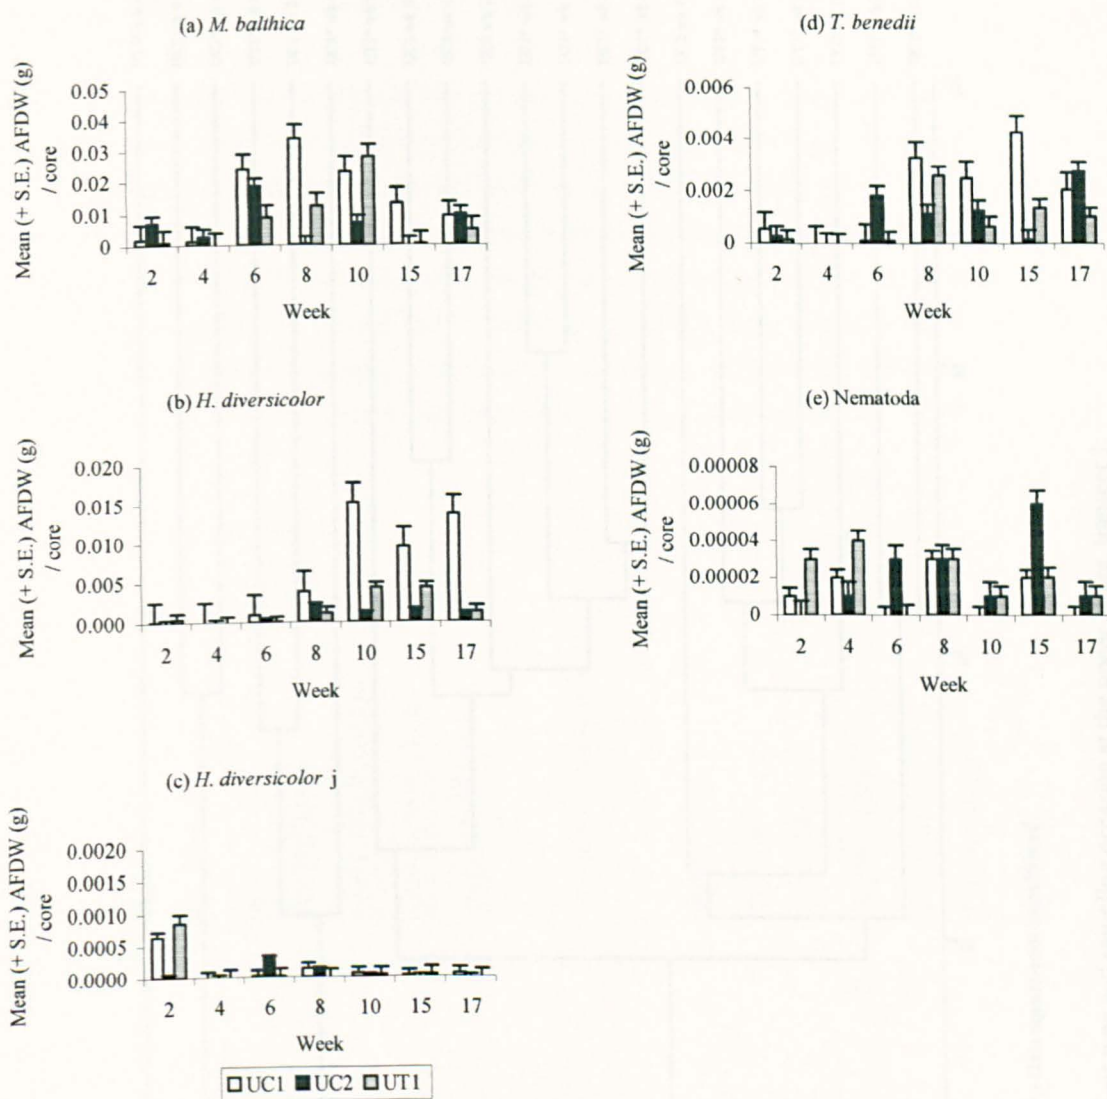 (a) M. balthica
Mean (+ S.E.) AFDW (g)
/ core
0.05
0.04
0.03
0.02
0.01
0
2 4 6 8 10 15 17
Week
(b) H. diversicolor
Mean (+ S.E.) AFDW (g)
/ core
0.020
0.015
0.010
0.005
0.000
2 4 6 8 10 15 17
Week
(c) H. diversicolor j
Mean (+ S.E.) AFDW (g)
/ core
0.0020
0.0015
0.0010
0.0005
0.0000
2 4 6 8 10 15 17
Week
UC1 UC2 UT1
(d) T. benedii
Mean (+ S.E.) AFDW (g)
/ core
0.006
0.004
0.002
0
2 4 6 8 10 15 17
Week
(e) Nematoda
Mean (+ S.E.) AFDW (g)
/ core
0.00008
0.00006
0.00004
0.00002
0
2 4 6 8 10 15 17
Week